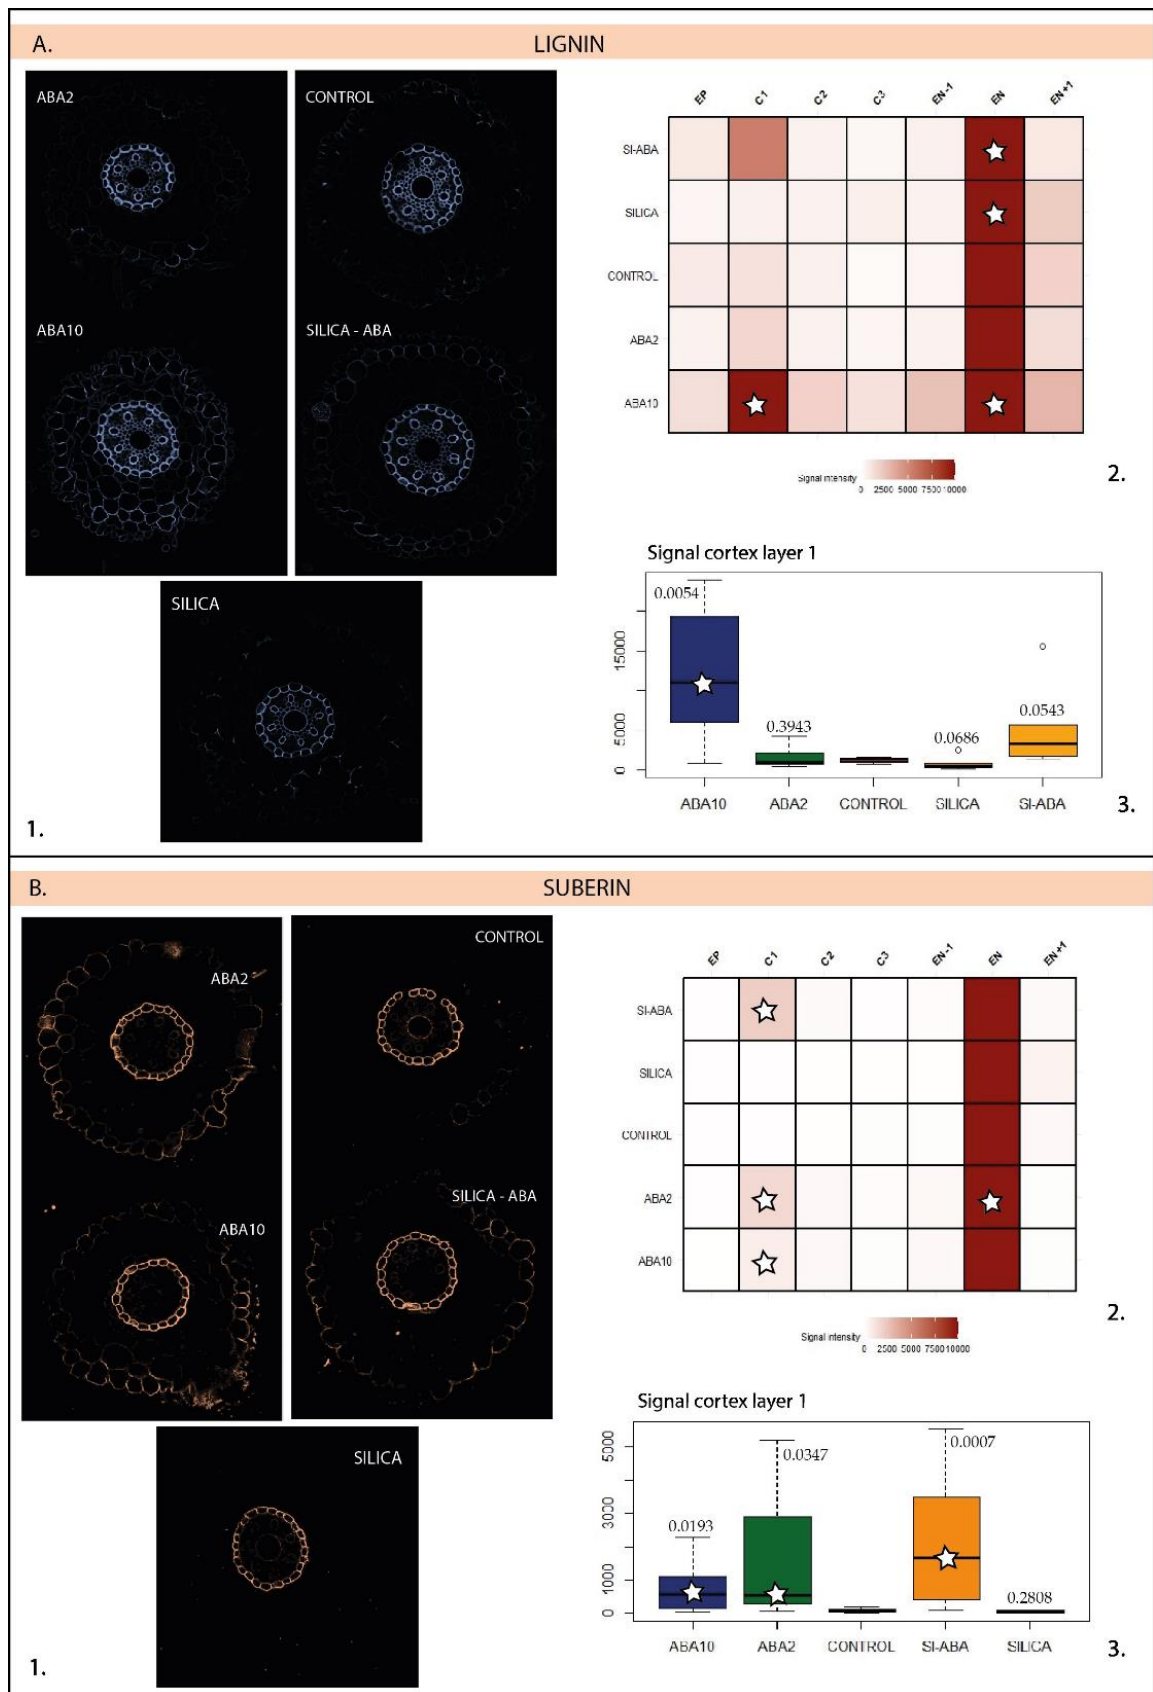 A.
LIGNIN
ABA2
CONTROL
ABA10
SILICA - ABA
SILICA
1.
EP C1 C2 C3 EN-1 EN EN+1
SI-ABA
SILICA
CONTROL
ABA2
ABA10
Signal intensity
0 2500 5000 7500 10000
2.
Signal cortex layer 1
0.0054
0.3943
0.0686
0.0543
15000
5000
0
ABA10 ABA2 CONTROL SILICA SI-ABA
3.
B.
SUBERIN
ABA2
CONTROL
ABA10
SILICA - ABA
SILICA
1.
EP C1 C2 C3 EN-1 EN EN+1
SI-ABA
SILICA
CONTROL
ABA2
ABA10
Signal intensity
0 2500 5000 7500 10000
2.
Signal cortex layer 1
0.0193
0.0347
0.0007
0.2808
5000
3000
1000
0
ABA10 ABA2 CONTROL SI-ABA SILICA
3.